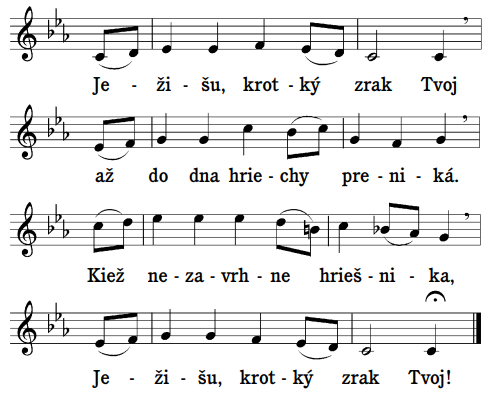 Je - ži - šu, krot - ký zrak Tvoj
až do dna hrie - chy pre - ni - ká.
Kiež ne - za - vrh - ne hrieš - ni - ka,
Je - ži - šu, krot - ký zrak Tvoj!